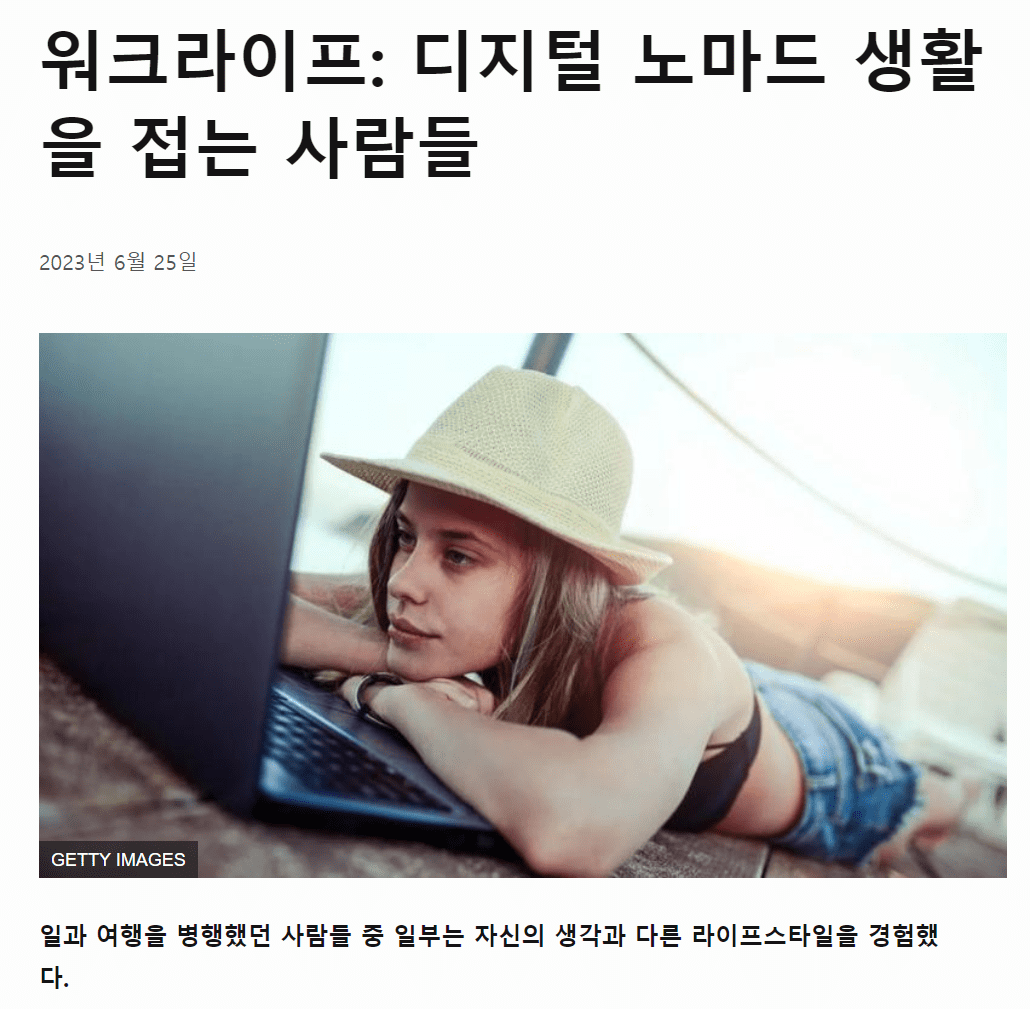 워크라이프: 디지털 노마드 생활
을 접는 사람들
2023년 6월 25일
GETTY IMAGES
일과 여행을 병행했던 사람들 중 일부는 자신의 생각과 다른 라이프스타일을 경험했
다.